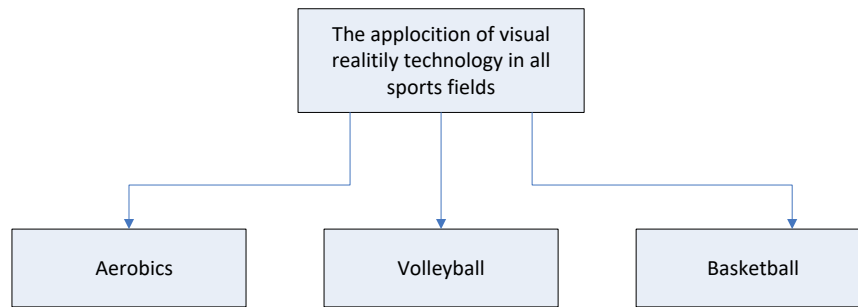 The applocition of visual
realitily technology in all
sports fields
Aerobics
Volleyball
Basketball